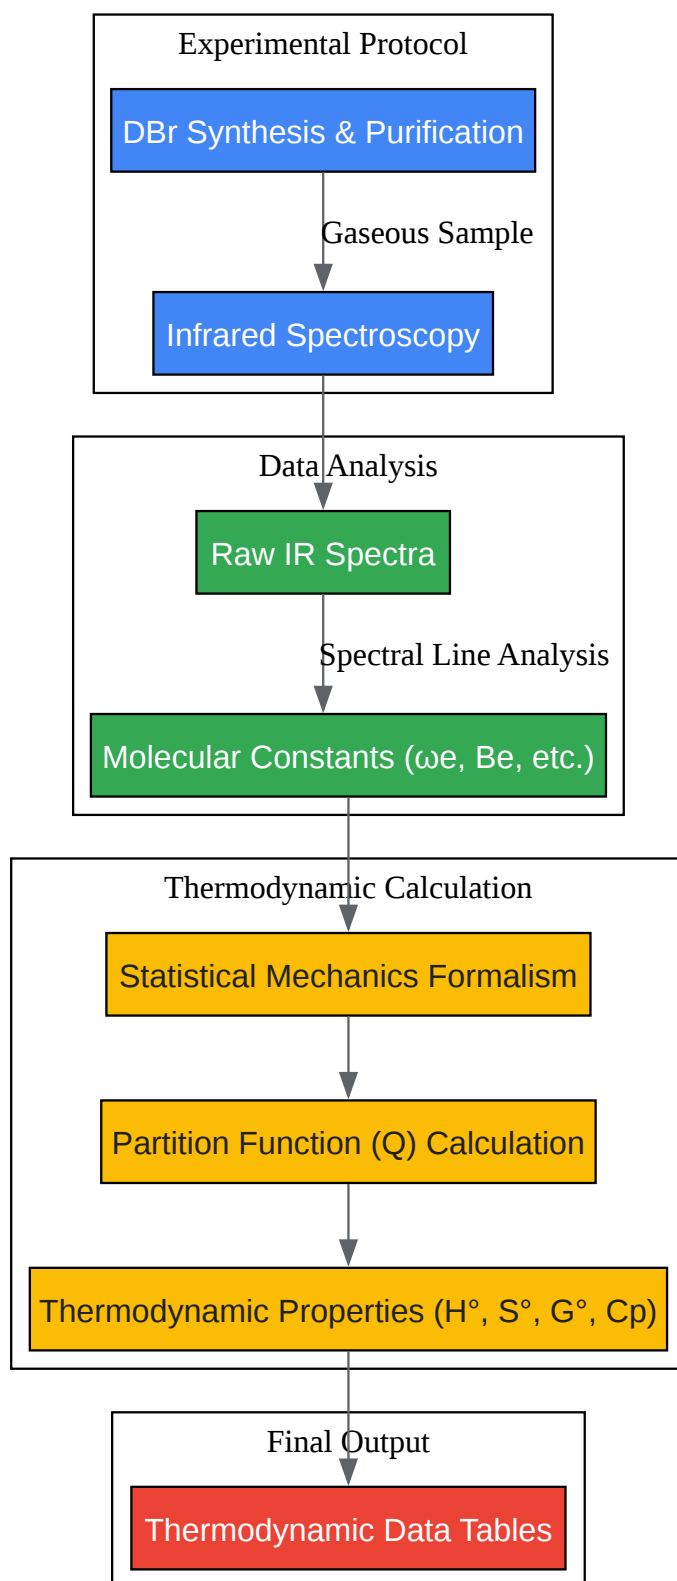 Experimental Protocol
DBr Synthesis & Purification
Gaseous Sample
Infrared Spectroscopy
Data Analysis
Raw IR Spectra
Spectral Line Analysis
Molecular Constants (ωe, Be, etc.)
Thermodynamic Calculation
Statistical Mechanics Formalism
Partition Function (Q) Calculation
Thermodynamic Properties (H°, S°, G°, Cp)
Final Output
Thermodynamic Data Tables